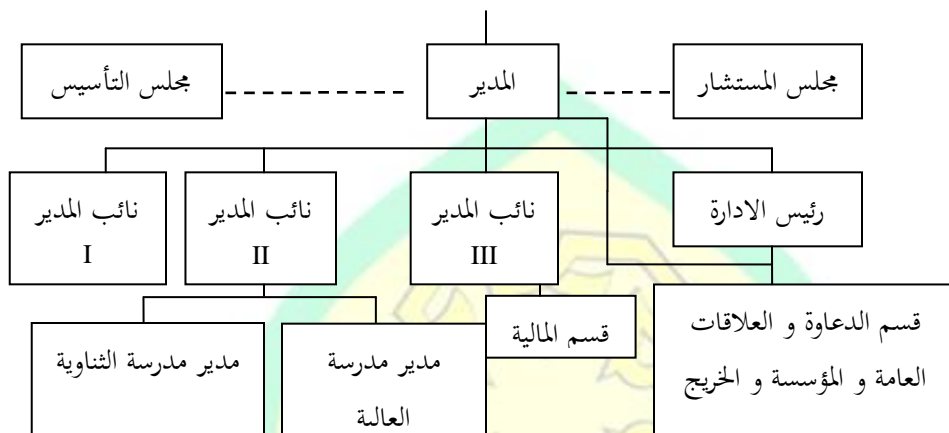 مجلس المستشار
المدير
مجلس التأسيس
رئيس الادارة
نائب المدير
III
نائب المدير
II
نائب المدير
I
قسم الدعاوة و العلاقات
العامة و المؤسسة و الخريج
قسم المالية
مدير مدرسة
العالية
مدير مدرسة الثناوية